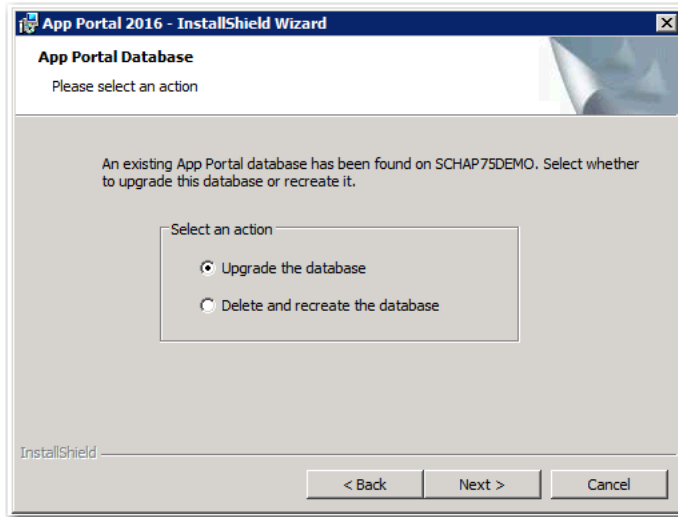 App Portal 2016 - InstallShield Wizard
App Portal Database
Please select an action
An existing App Portal database has been found on SCHAP75DEMO. Select whether
to upgrade this database or recreate it.
Select an action
Upgrade the database
Delete and recreate the database
InstallShield
< Back
Next >
Cancel